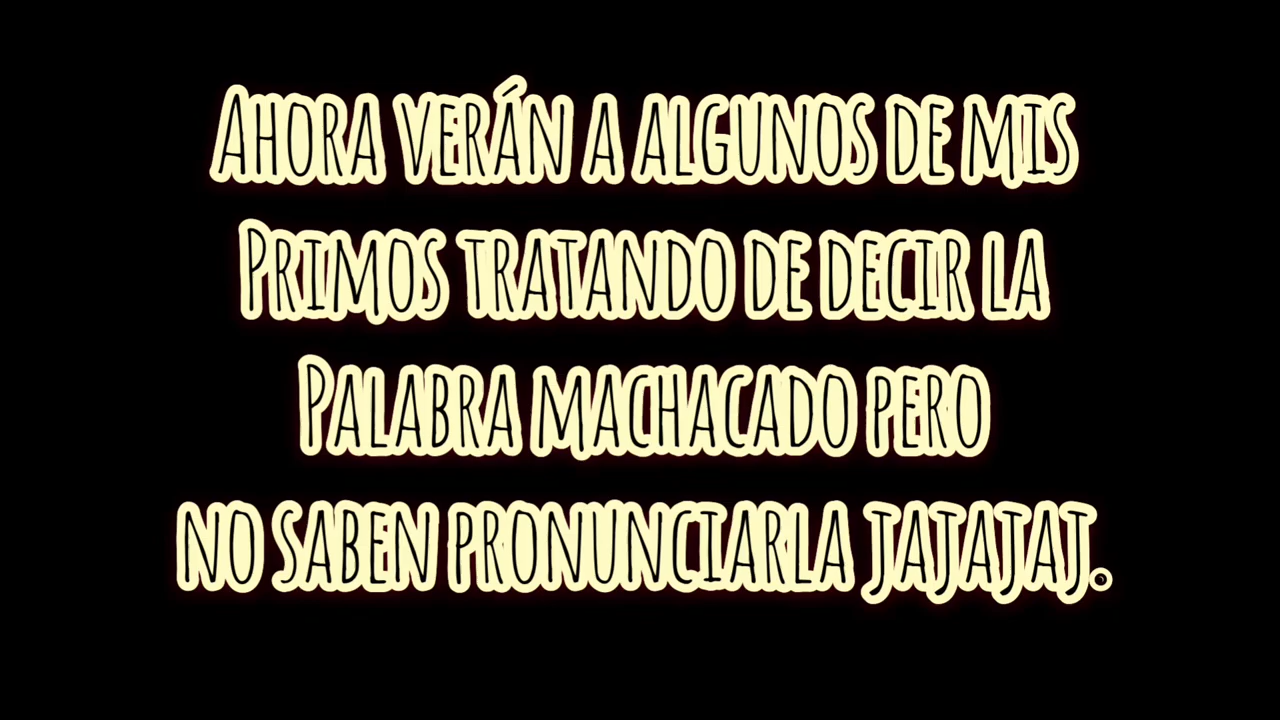 Ahora verán a algunos de mis
Primos tratando de decir la
Palabra machacado pero
no saben pronunciarla jajajaj.